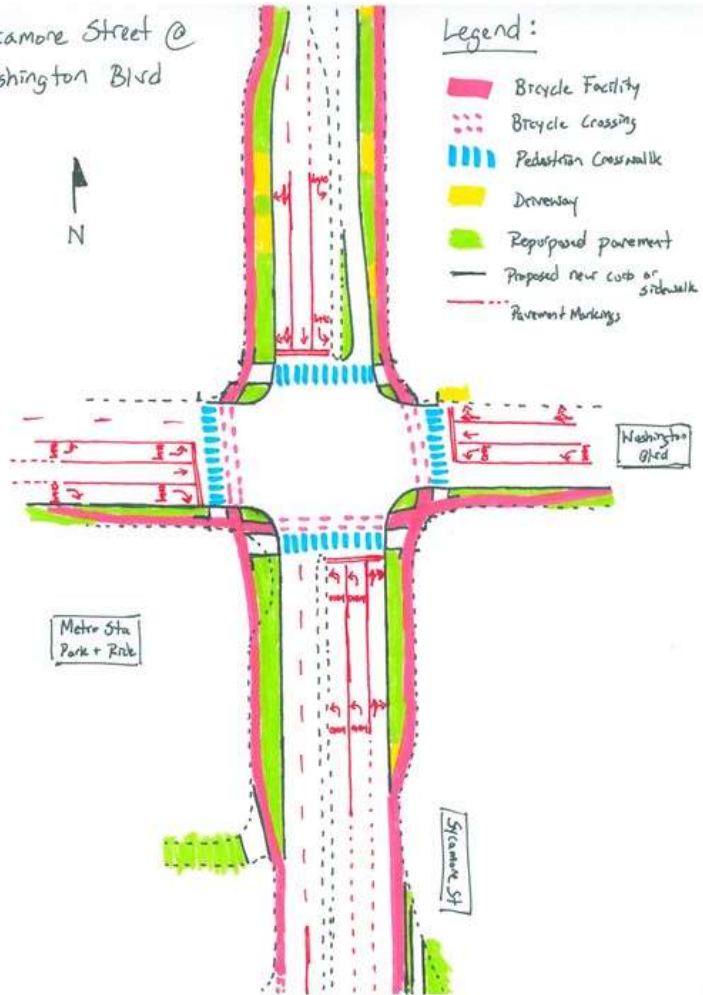 camore Street @
shington Blvd
N
Legend:
Bicycle Facility
Bicycle Crossing
Pedestrian Crosswalk
Driveway
Repurposed pavement
Proposed new curb or
sidewalk
Pavement Markings
Washington
Blvd
Metro Sta
Park + Ride
Sycamore St